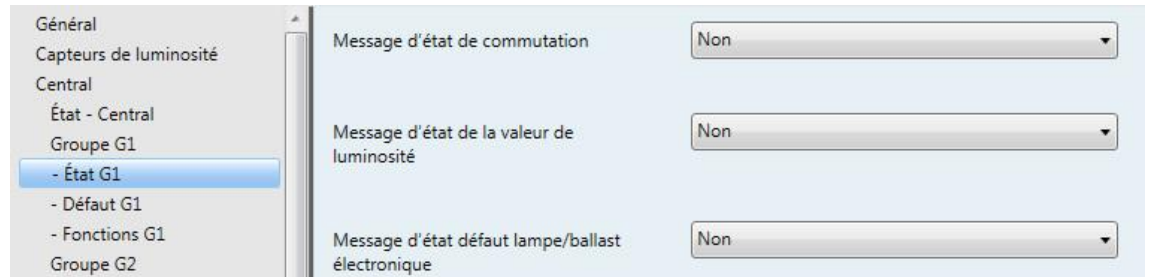 Général
Capteurs de luminosité
Central
État - Central
Groupe G1
- État G1
- Défaut G1
- Fonctions G1
Groupe G2
Message d'état de commutation
Non
Message d'état de la valeur de
luminosité
Non
Message d'état défaut lampe/ballast
électronique
Non